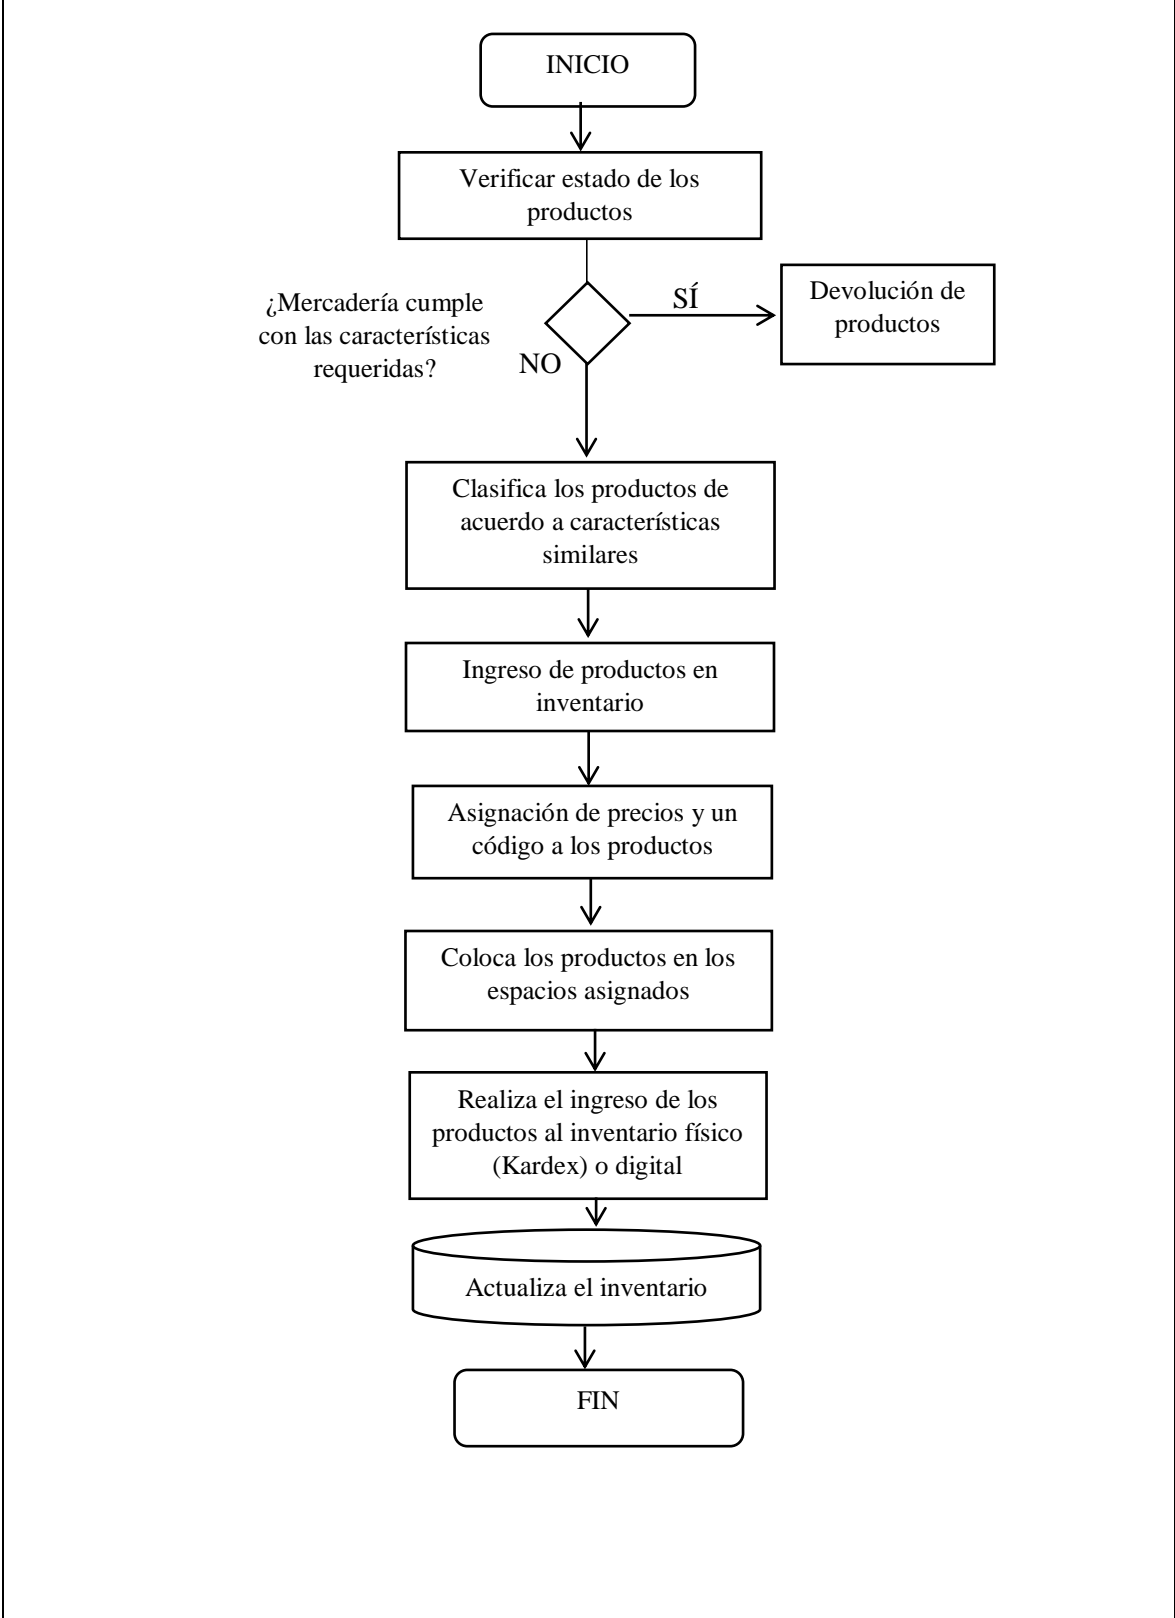 INICIO
Verificar estado de los
productos
¿Mercadería cumple
con las características
requeridas?
SÍ
Devolución de
productos
NO
Clasifica los productos de
acuerdo a características
similares
Ingreso de productos en
inventario
Asignación de precios y un
código a los productos
Coloca los productos en los
espacios asignados
Realiza el ingreso de los
productos al inventario físico
(Kardex) o digital
Actualiza el inventario
FIN